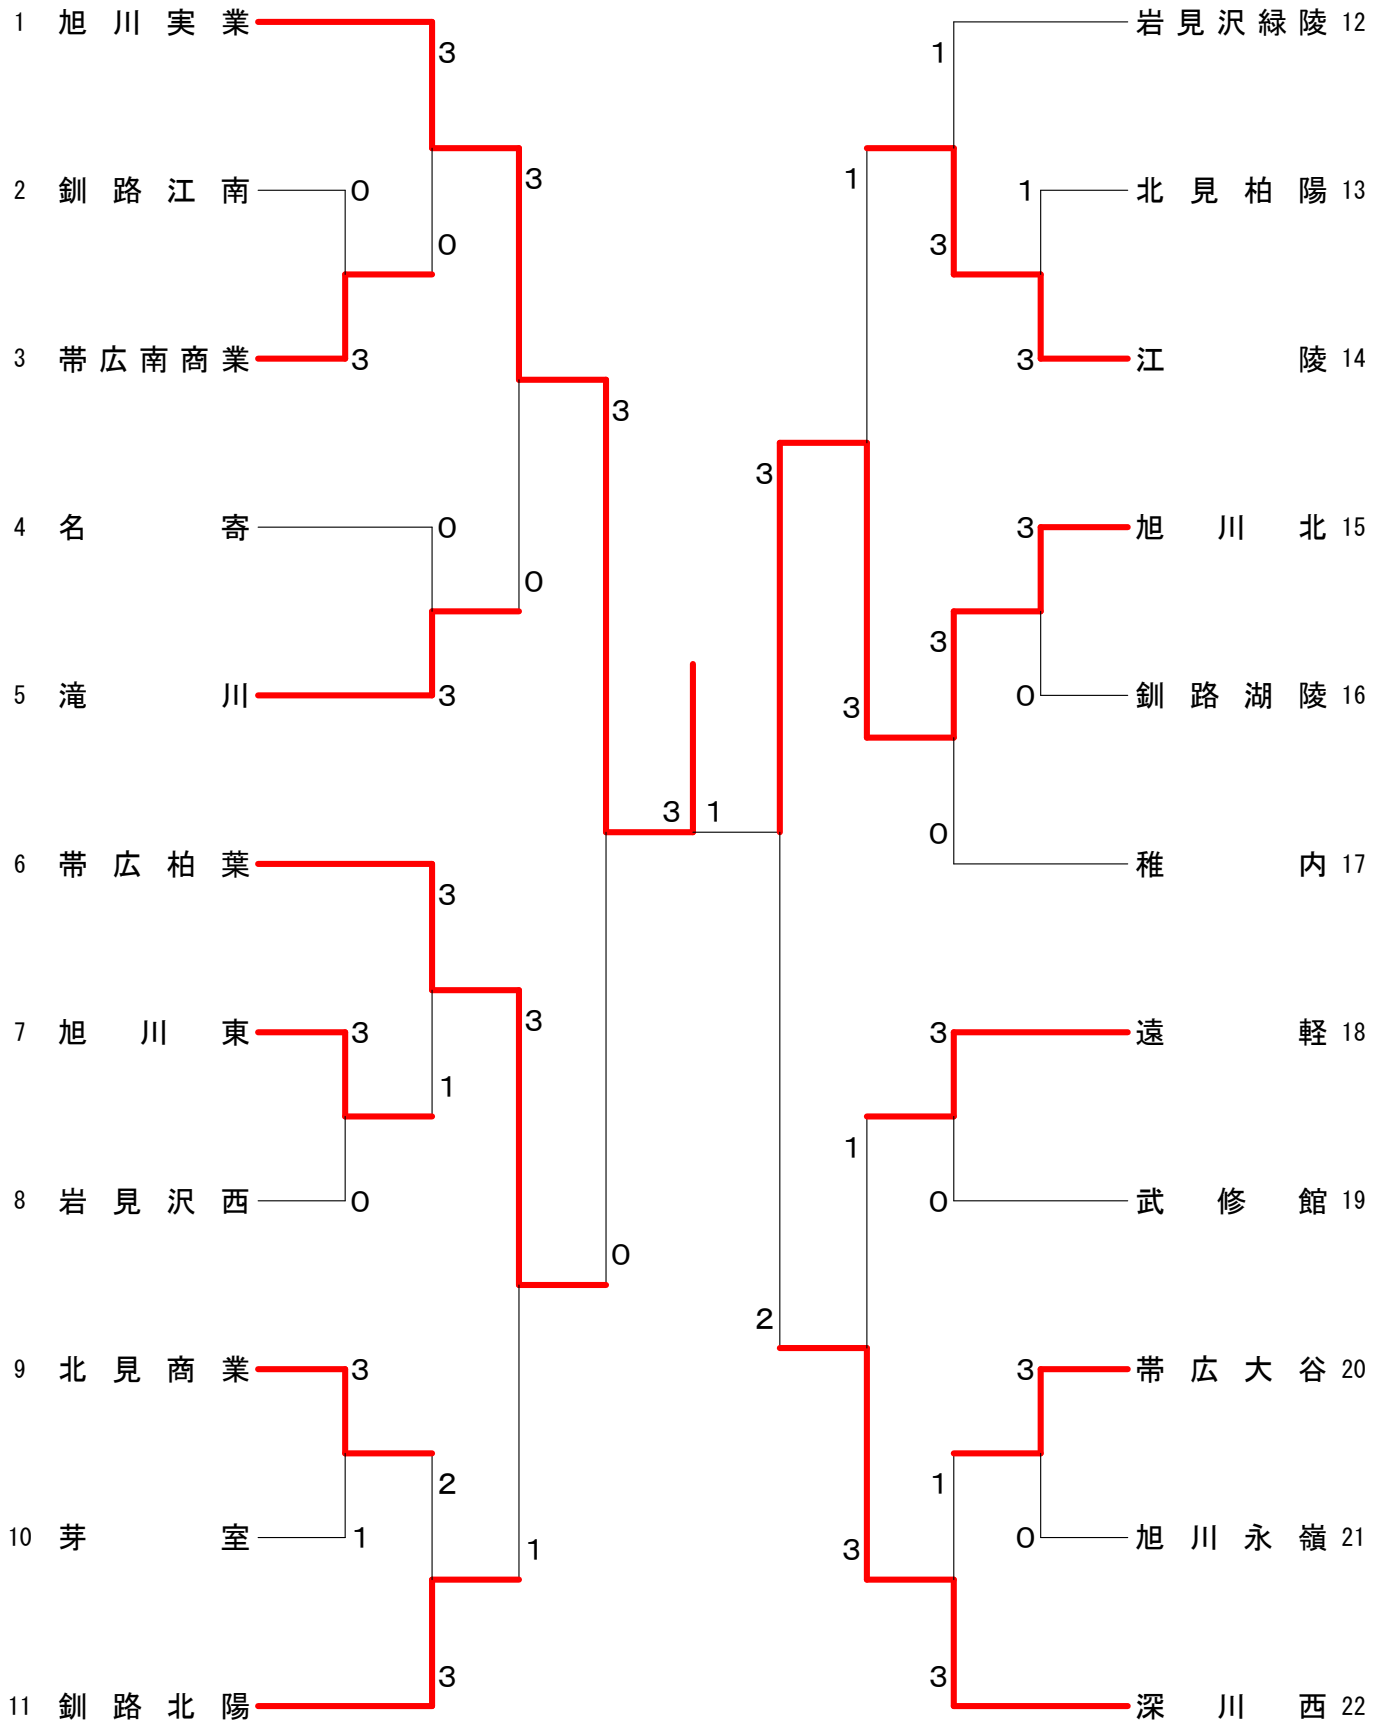 1 旭川実業
3
2 釧路江南
0
0
3 帯広南商業
3
3
4 名寄
0
0
5 滝川
3
3
6 帯広柏葉
3
7 旭川東
3
1
8 岩見沢西
0
3
9 北見商業
3
2
10 芽室
1
1
11 釧路北陽
3
0
3 1
岩見沢緑陵 12
1
北見柏陽 13
1
3
江陵 14
3
1
旭川北 15
3
3
釧路湖陵 16
0
3
稚内 17
0
3
遠軽 18
3
武修館 19
0
1
帯広大谷 20
3
1
旭川永嶺 21
0
3
深川西 22
3
2